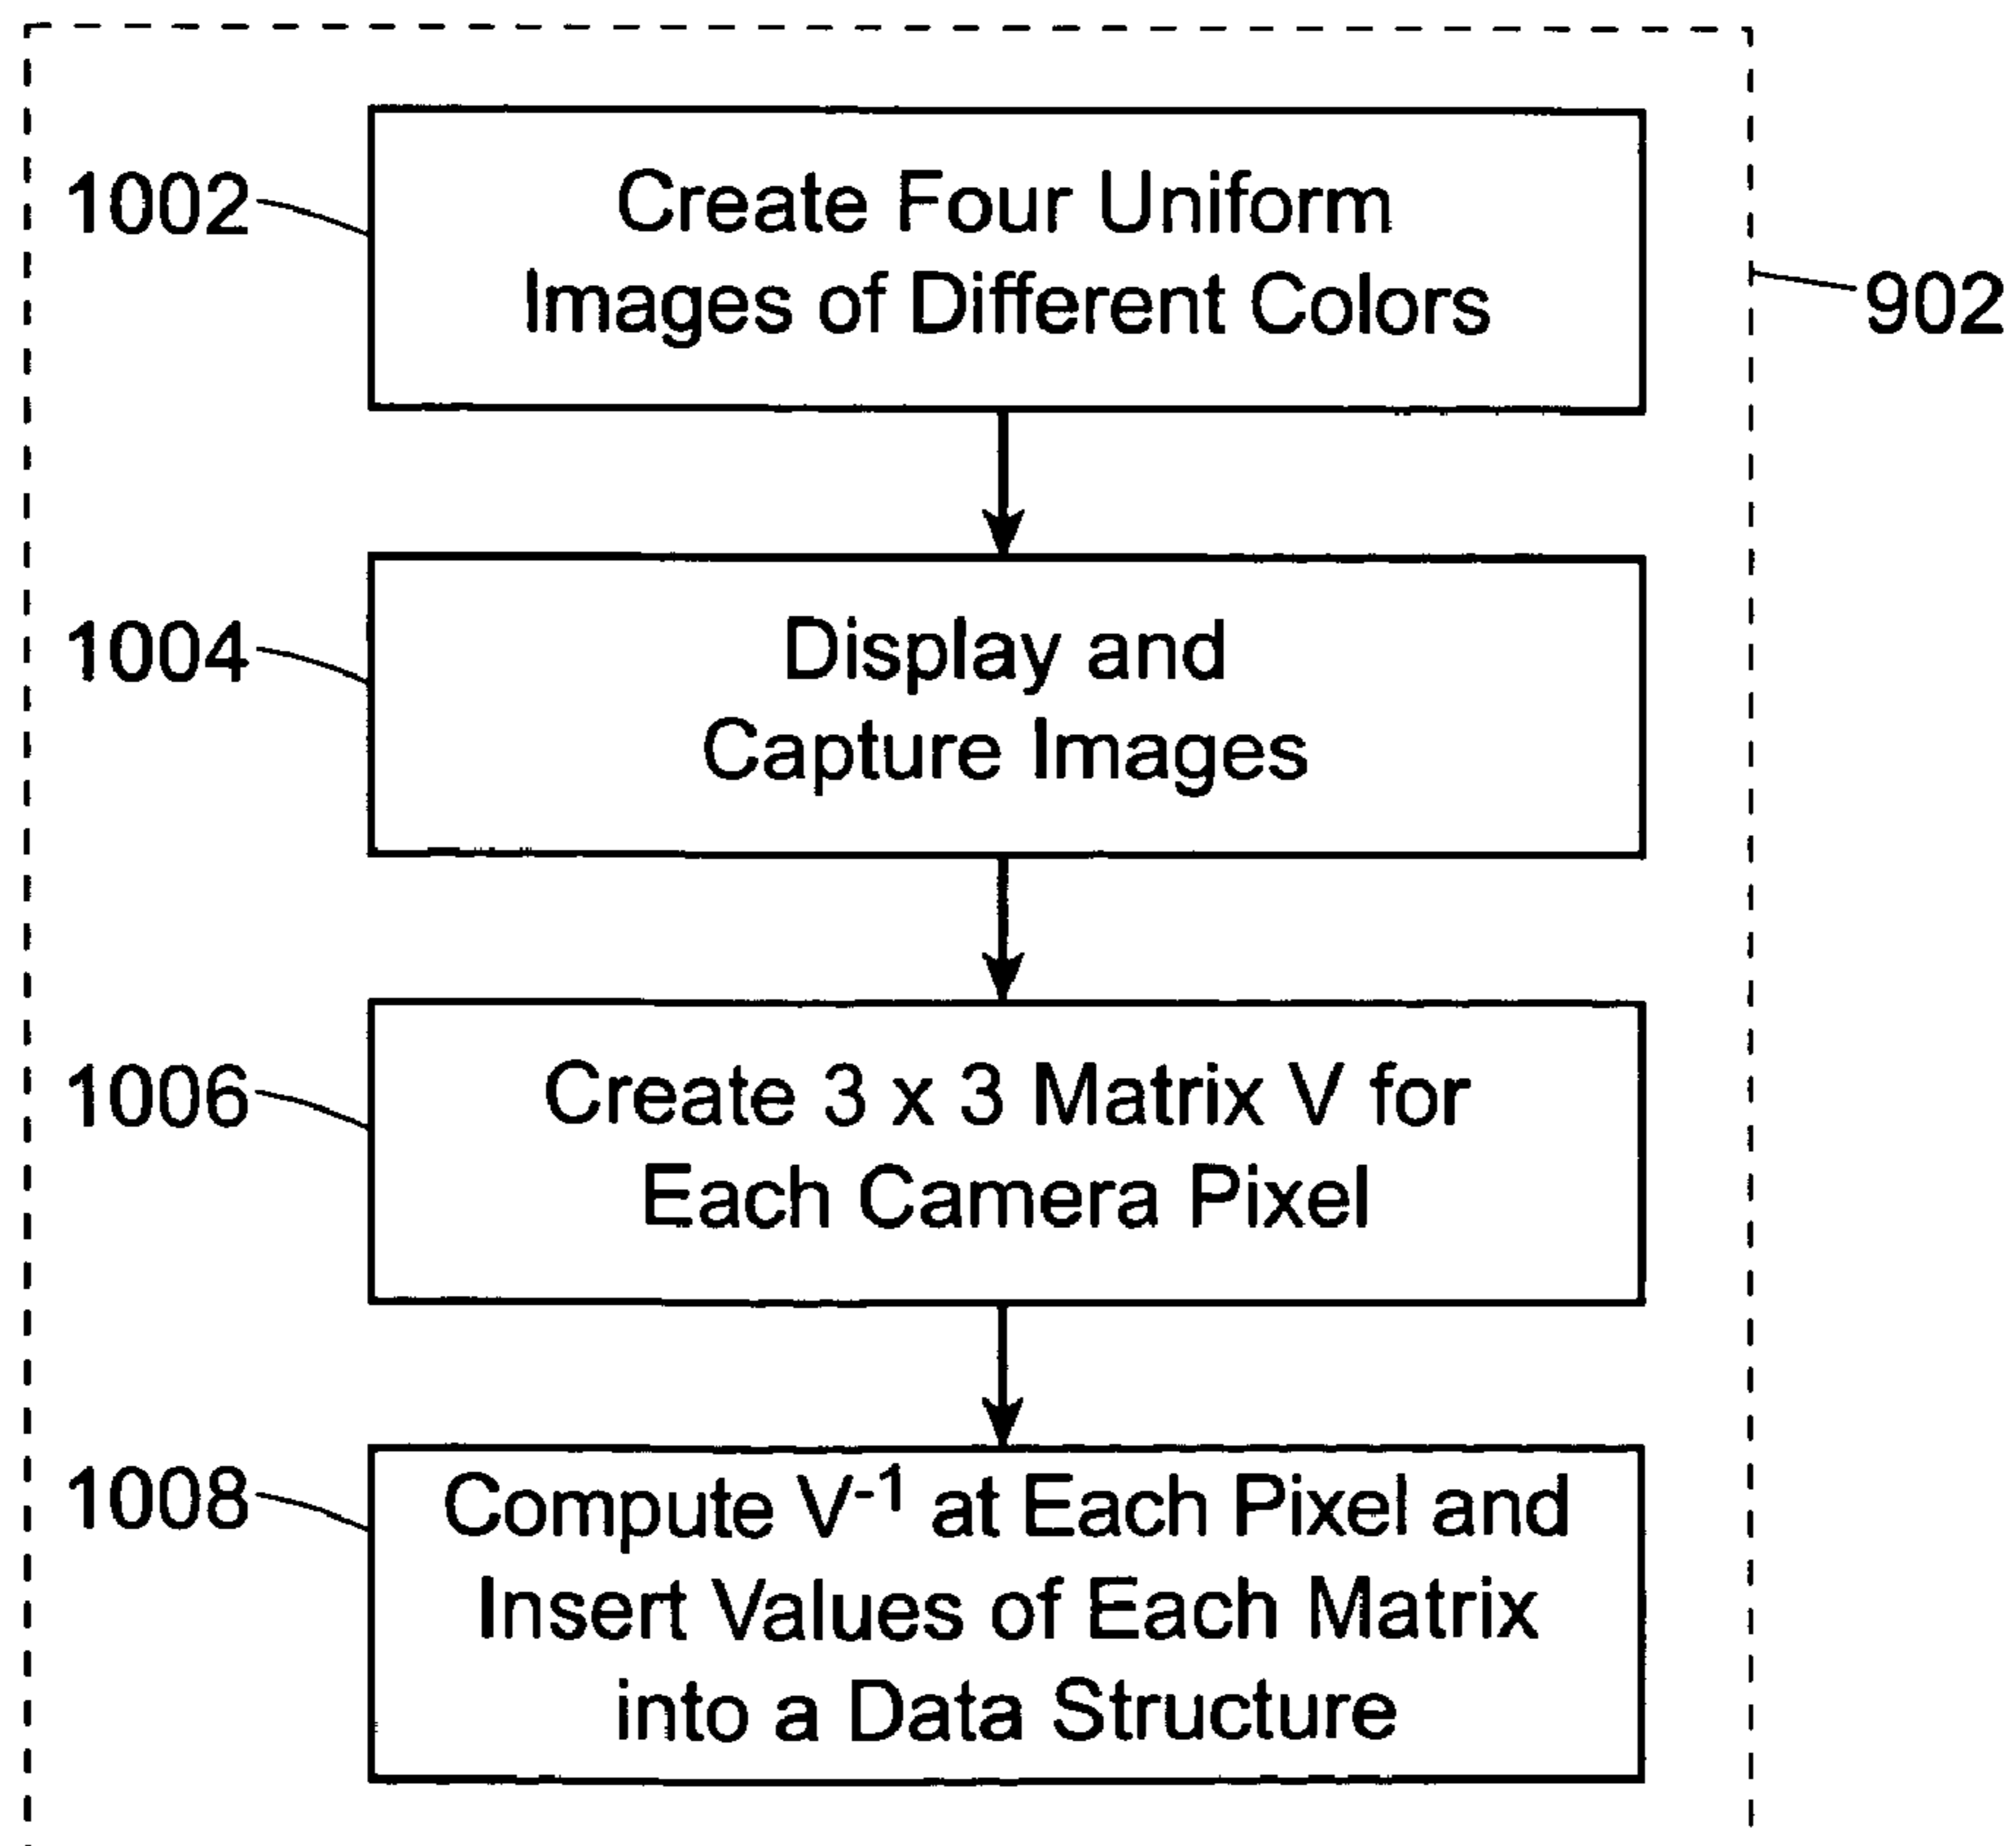 1002
Create Four Uniform
Images of Different Colors
902
1004
Display and
Capture Images
1006
Create 3 x 3 Matrix V for
Each Camera Pixel
1008
Compute V⁻¹ at Each Pixel and
Insert Values of Each Matrix
into a Data Structure